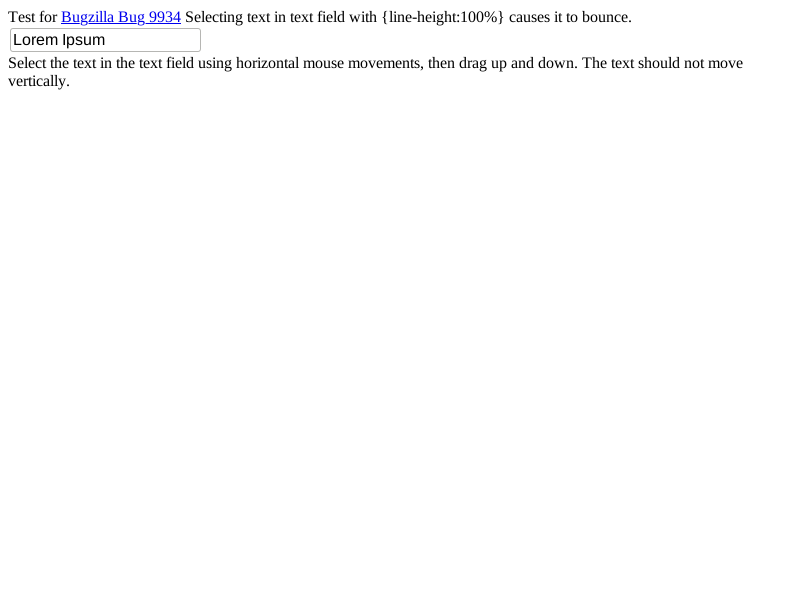 Test for Bugzilla Bug 9934 Selecting text in text field with {line-height:100%} causes it to bounce.
Lorem Ipsum
Select the text in the text field using horizontal mouse movements, then drag up and down. The text should not move
vertically.